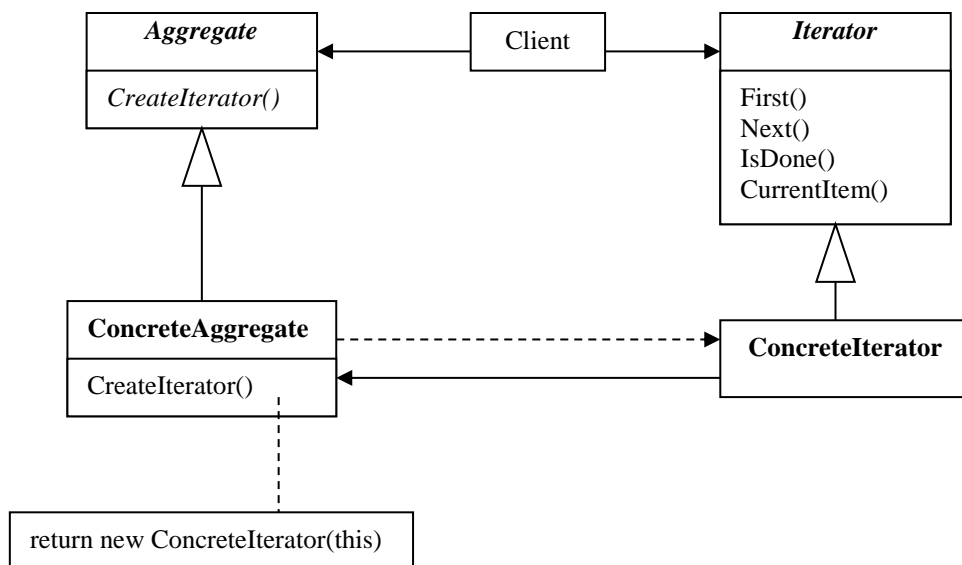 Aggregate
CreateIterator()
Client
Iterator
First()
Next()
IsDone()
CurrentItem()
ConcreteAggregate
CreateIterator()
ConcreteIterator
return new ConcreteIterator(this)